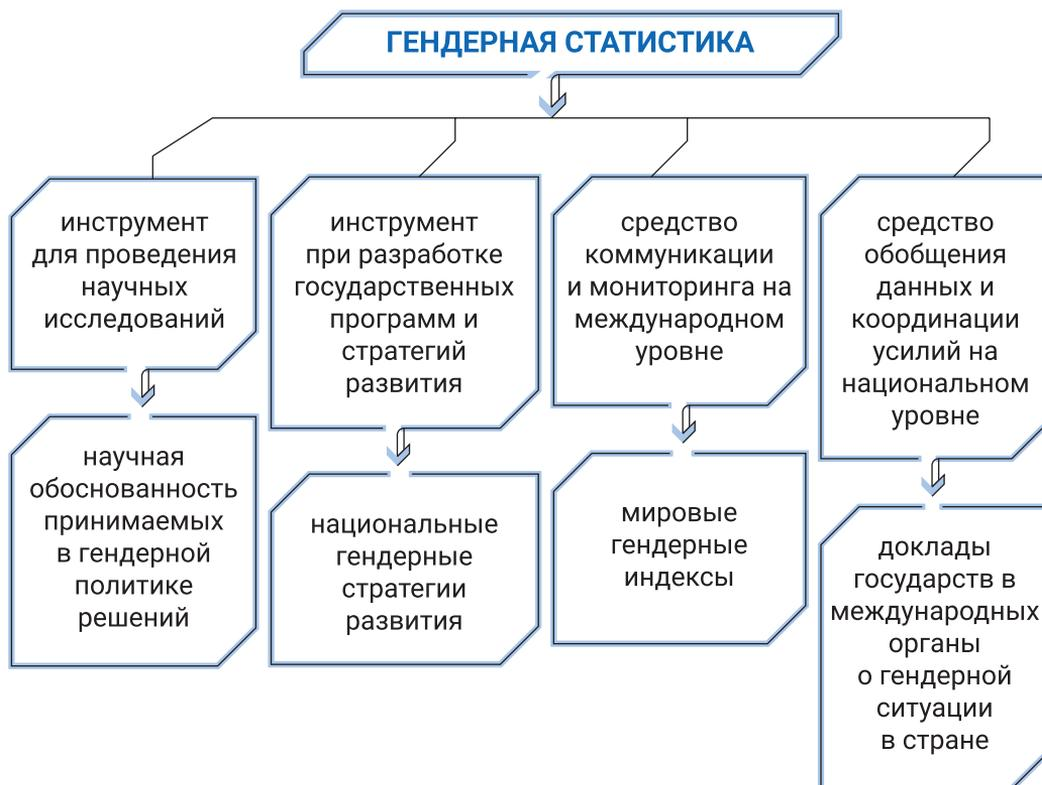 ГЕНДЕРНАЯ СТАТИСТИКА
инструмент
для проведения
научных
исследований
инструмент
при разработке
государственных
программ и
стратегий
развития
средство
коммуникации
и мониторинга на
международном
уровне
средство
обобщения
данных и
координации
усилий на
национальном
уровне
научная
обоснованность
принимаемых
в гендерной
политике
решений
национальные
гендерные
стратегии
развития
мировые
гендерные
индексы
доклады
государств в
международных
органы
о гендерной
ситуации
в стране